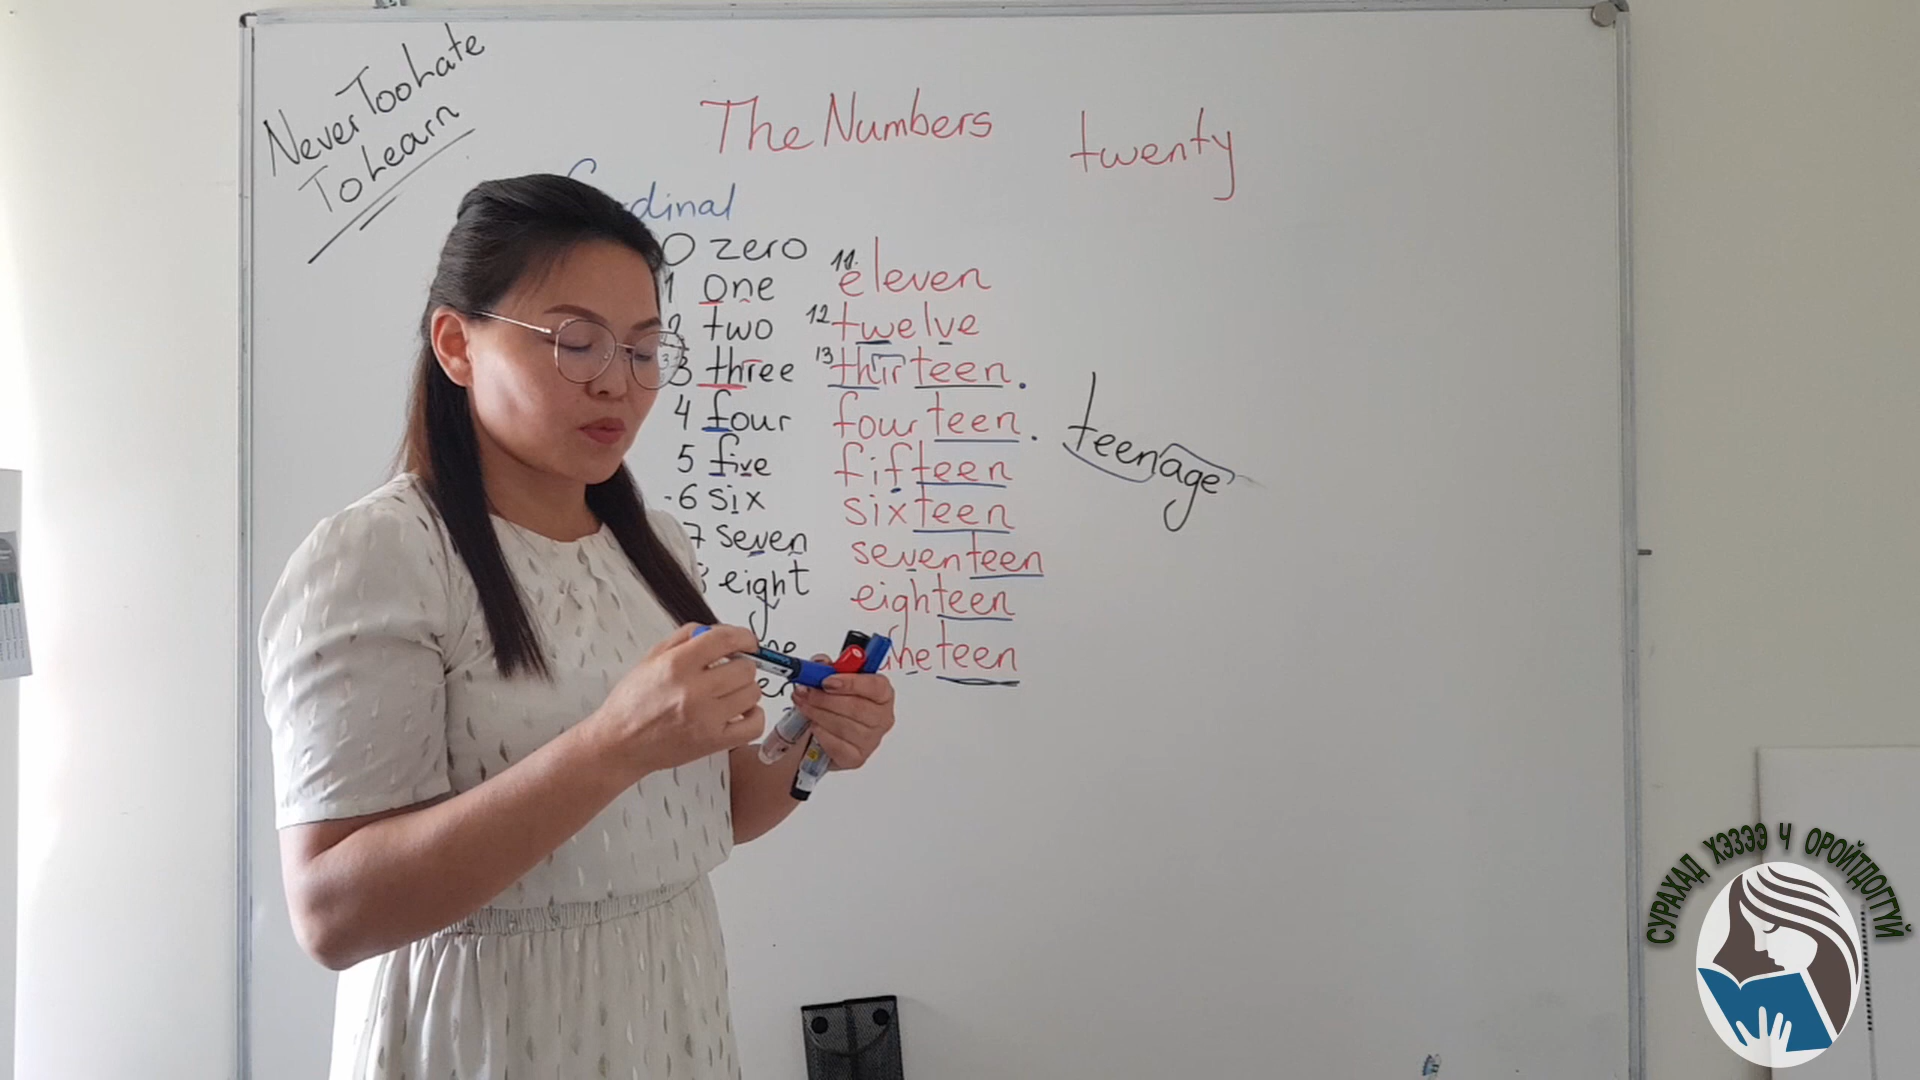 Never Too Late
To Learn
The Numbers
twenty
0 zero
1 one
two
3 three
4 four
5 five
6 six
7 seven
eight
11. eleven
12 twelve
13 thirteen.
fourteen.
fifteen
sixteen
seventeen
eighteen
teenage
СУРАХАД ХЭЗЭЭ Ч ОРОЙТДОГГҮЙ